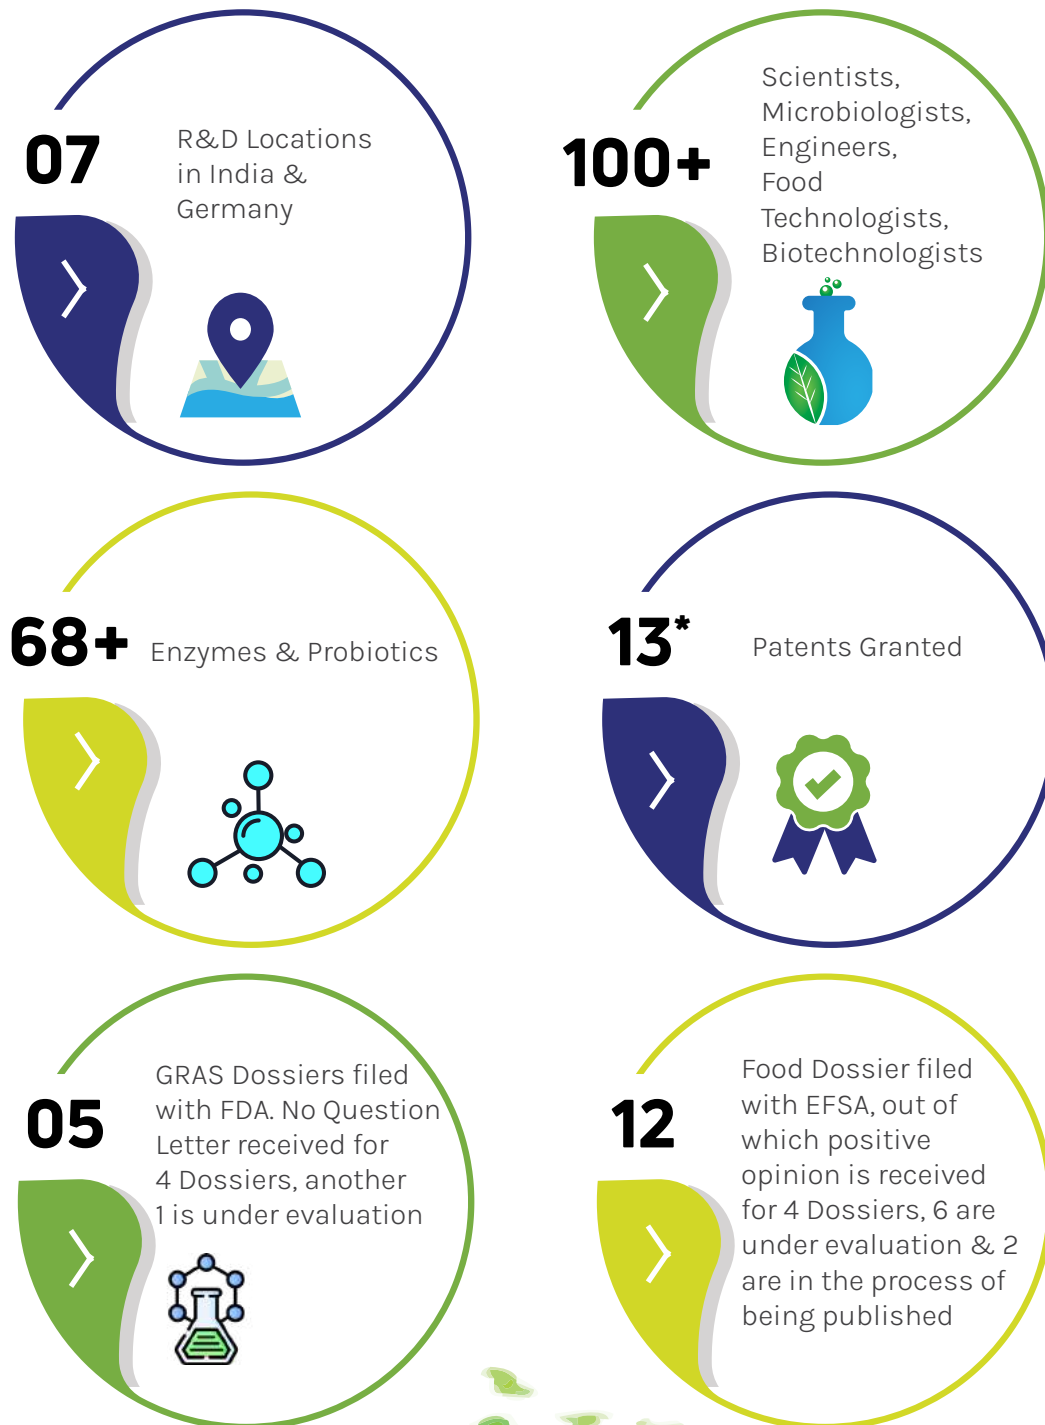 07
R&D Locations
in India &
Germany
100+
Scientists,
Microbiologists,
Engineers,
Food
Technologists,
Biotechnologists
68+
Enzymes & Probiotics
13*
Patents Granted
05
GRAS Dossiers filed
with FDA. No Question
Letter received for
4 Dossiers, another
1 is under evaluation
12
Food Dossier filed
with EFSA, out of
which positive
opinion is received
for 4 Dossiers, 6 are
under evaluation & 2
are in the process of
being published